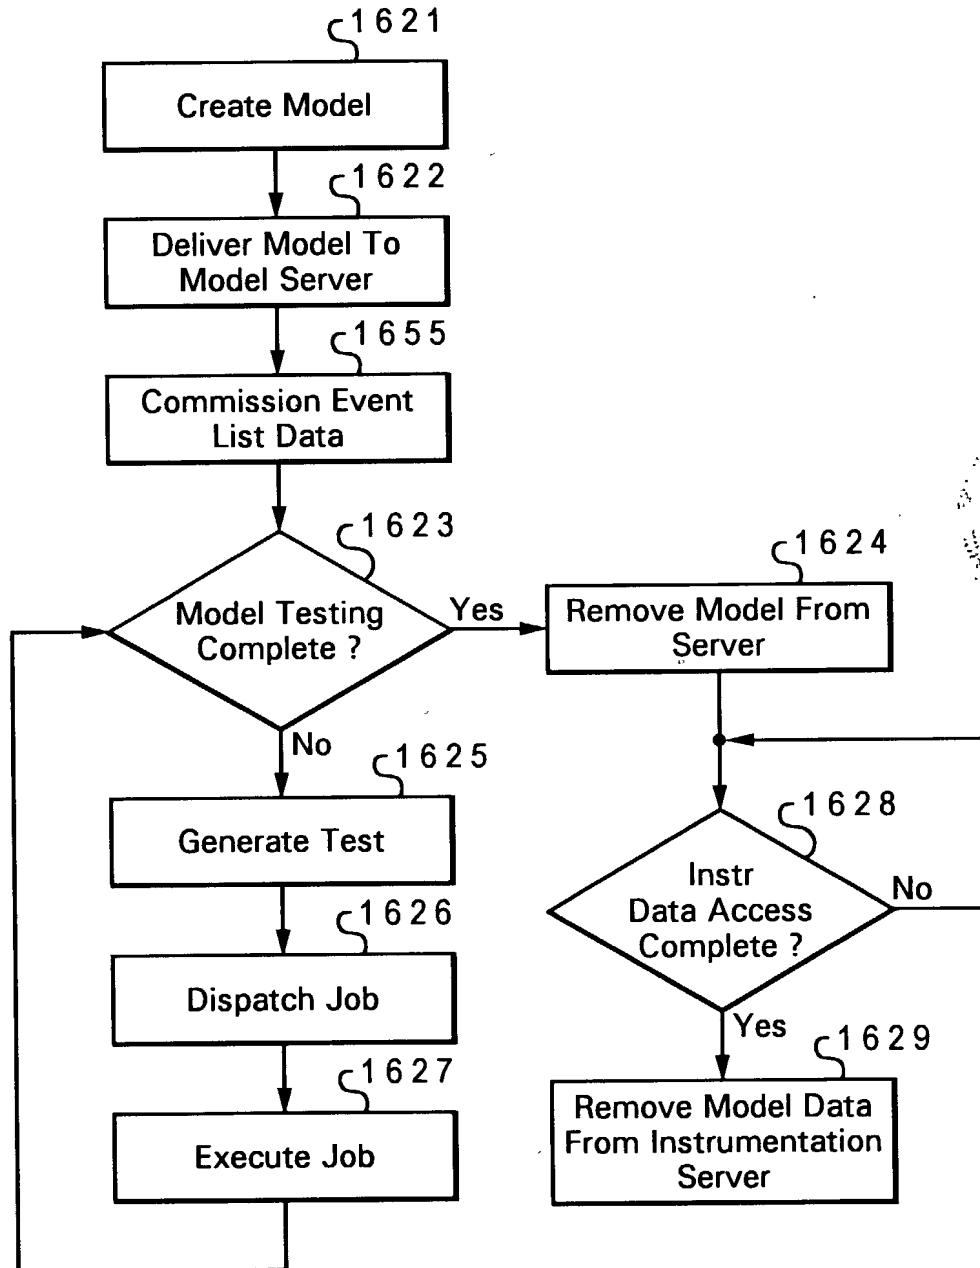 1621
Create Model
1622
Deliver Model To
Model Server
1655
Commission Event
List Data
1623
Model Testing
Complete ?
Yes
1624
Remove Model From
Server
No
1625
Generate Test
1626
Dispatch Job
1627
Execute Job
1628
Instr
Data Access
Complete ?
No
Yes
1629
Remove Model Data
From Instrumentation
Server